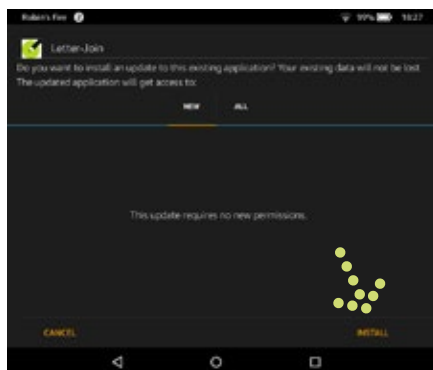 Ruben's Fire 99% 18:27
Letter-Join
Do you want to install an update to this existing application? Your existing data will not be lost.
The updated application will get access to:
NEW ALL
This update requires no new permissions.
CANCEL INSTALL